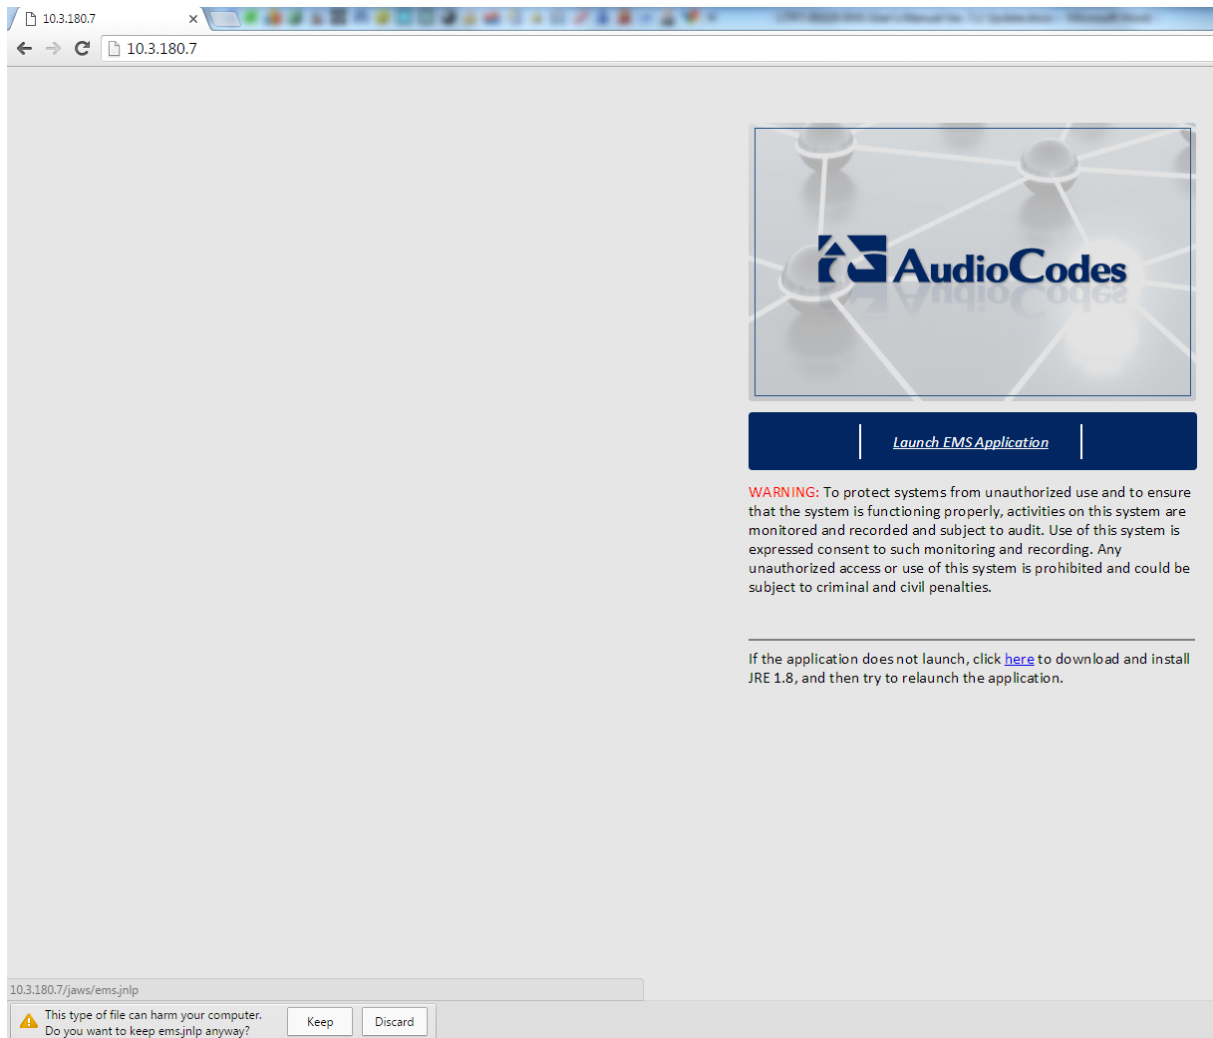 10.3.180.7
10.3.180.7
AudioCodes
Launch EMS Application
WARNING: To protect systems from unauthorized use and to ensure
that the system is functioning properly, activities on this system are
monitored and recorded and subject to audit. Use of this system is
expressed consent to such monitoring and recording. Any
unauthorized access or use of this system is prohibited and could be
subject to criminal and civil penalties.
If the application does not launch, click here to download and install
JRE 1.8, and then try to relaunch the application.
10.3.180.7/jaws/ems.jnlp
This type of file can harm your computer.
Do you want to keep ems.jnlp anyway?
Keep
Discard